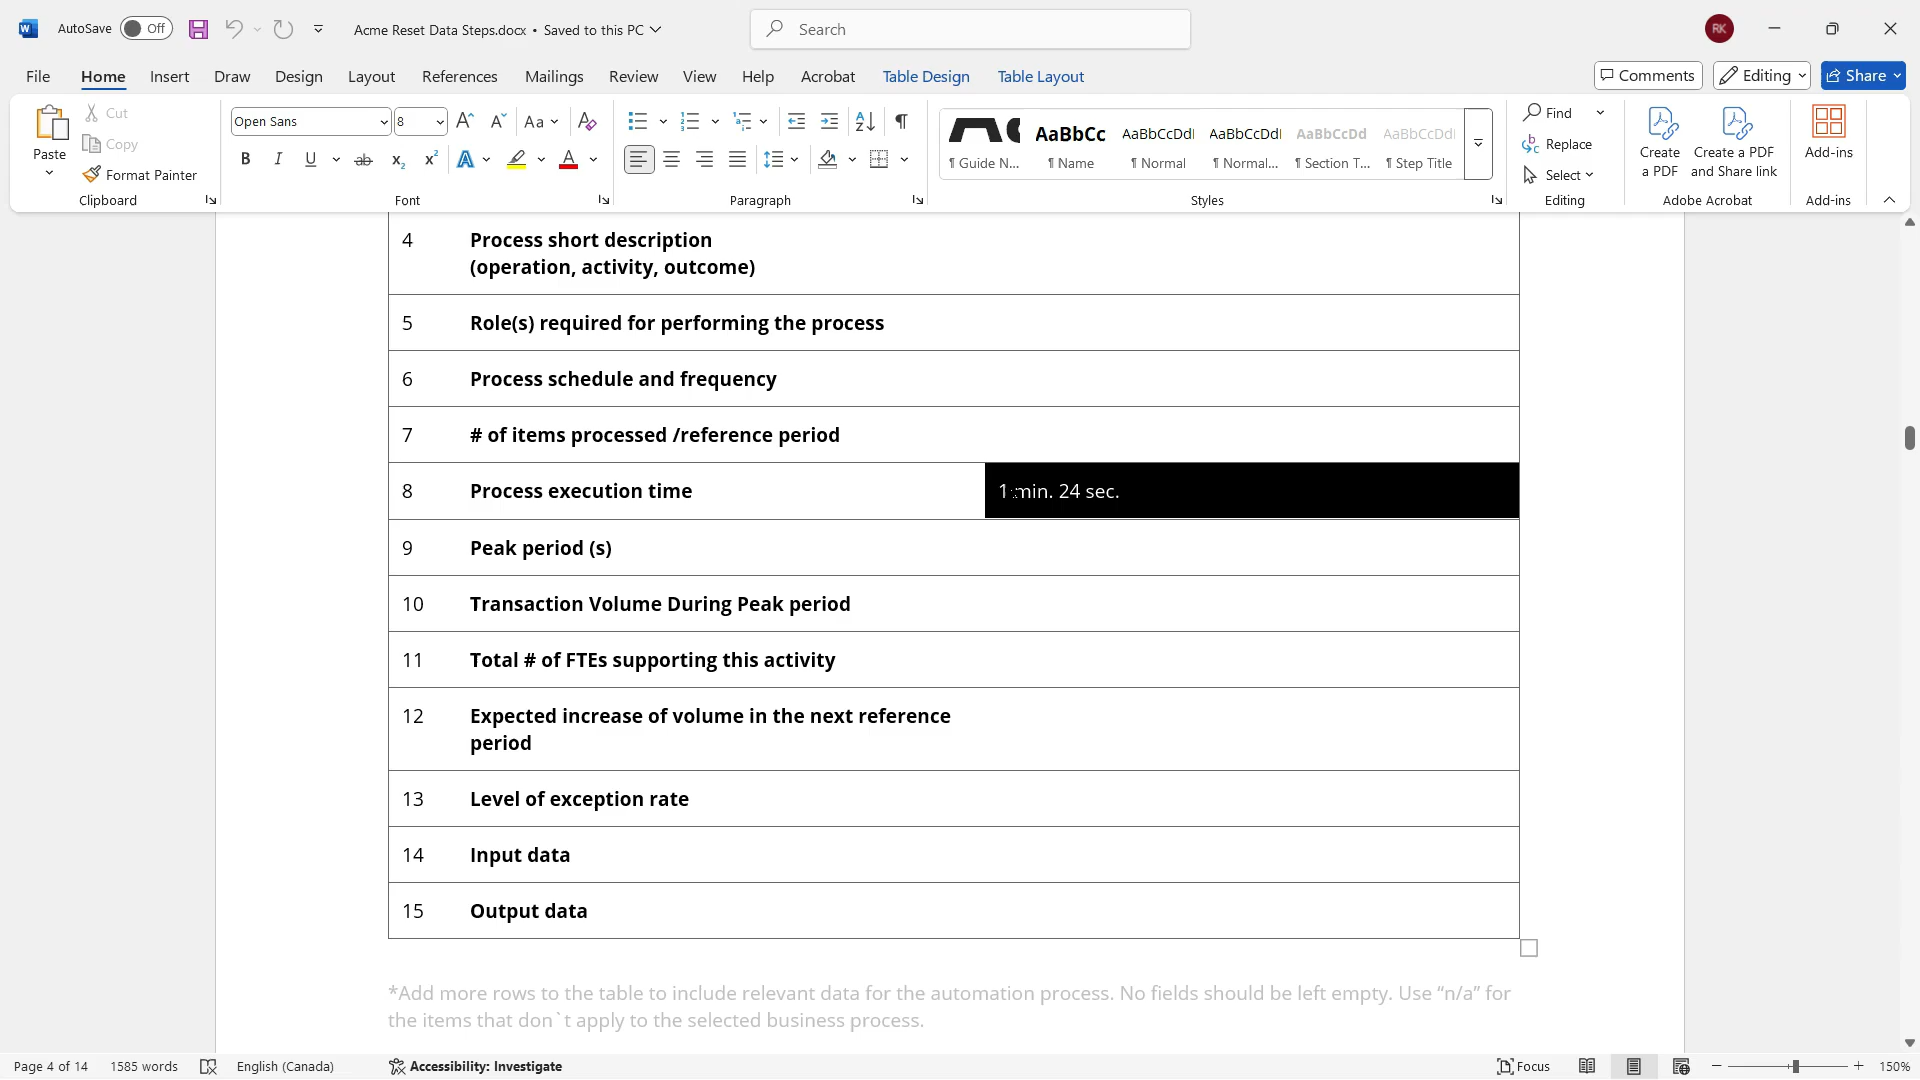 AutoSave Off Acme Reset Data Steps.docx • Saved to this PC Search RK
File Home Insert Draw Design Layout References Mailings Review View Help Acrobat Table Design Table Layout Comments Editing Share
Paste
Cut
Copy
Format Painter
Clipboard
Open Sans 8
Font
Paragraph
AaBbCc AaBbCcDdI AaBbCcDdI AaBbCcDd AaBbCcDdI
¶ Guide N... ¶ Name ¶ Normal ¶ Normal... ¶ Section T... ¶ Step Title
Styles
Find
Replace
Select
Editing
Create a PDF
Create a PDF and Share link
Adobe Acrobat
Add-ins
Add-ins
4 Process short description
(operation, activity, outcome)
5 Role(s) required for performing the process
6 Process schedule and frequency
7 # of items processed /reference period
8 Process execution time 1 min. 24 sec.
9 Peak period (s)
10 Transaction Volume During Peak period
11 Total # of FTEs supporting this activity
12 Expected increase of volume in the next reference
period
13 Level of exception rate
14 Input data
15 Output data
*Add more rows to the table to include relevant data for the automation process. No fields should be left empty. Use “n/a” for
the items that don`t apply to the selected business process.
Page 4 of 14 1585 words English (Canada) Accessibility: Investigate Focus 150%